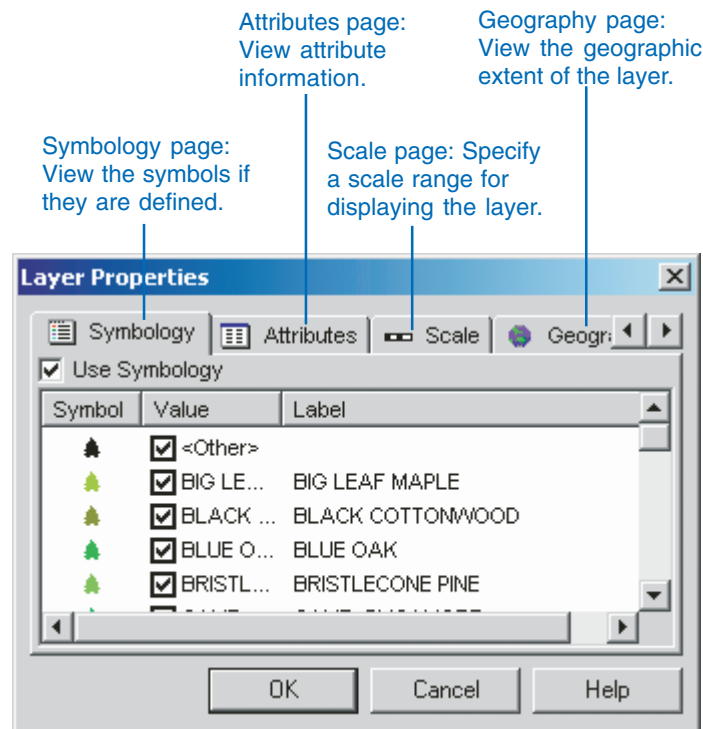 Attributes page:
View attribute
information.
Geography page:
View the geographic
extent of the layer.
Symbology page:
View the symbols if
they are defined.
Scale page: Specify
a scale range for
displaying the layer.
Layer Properties
Symbology Attributes Scale Geogr
Use Symbology
Symbol Value Label
<Other>
BIG LE... BIG LEAF MAPLE
BLACK ... BLACK COTTONWOOD
BLUE O... BLUE OAK
BRISTL... BRISTLECONE PINE
OK Cancel Help